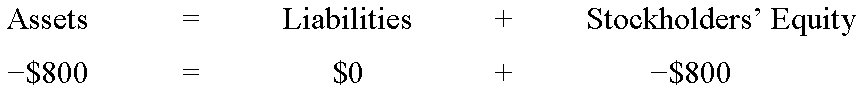 Assets = Liabilities + Stockholders’ Equity
−$800 = $0 + −$800